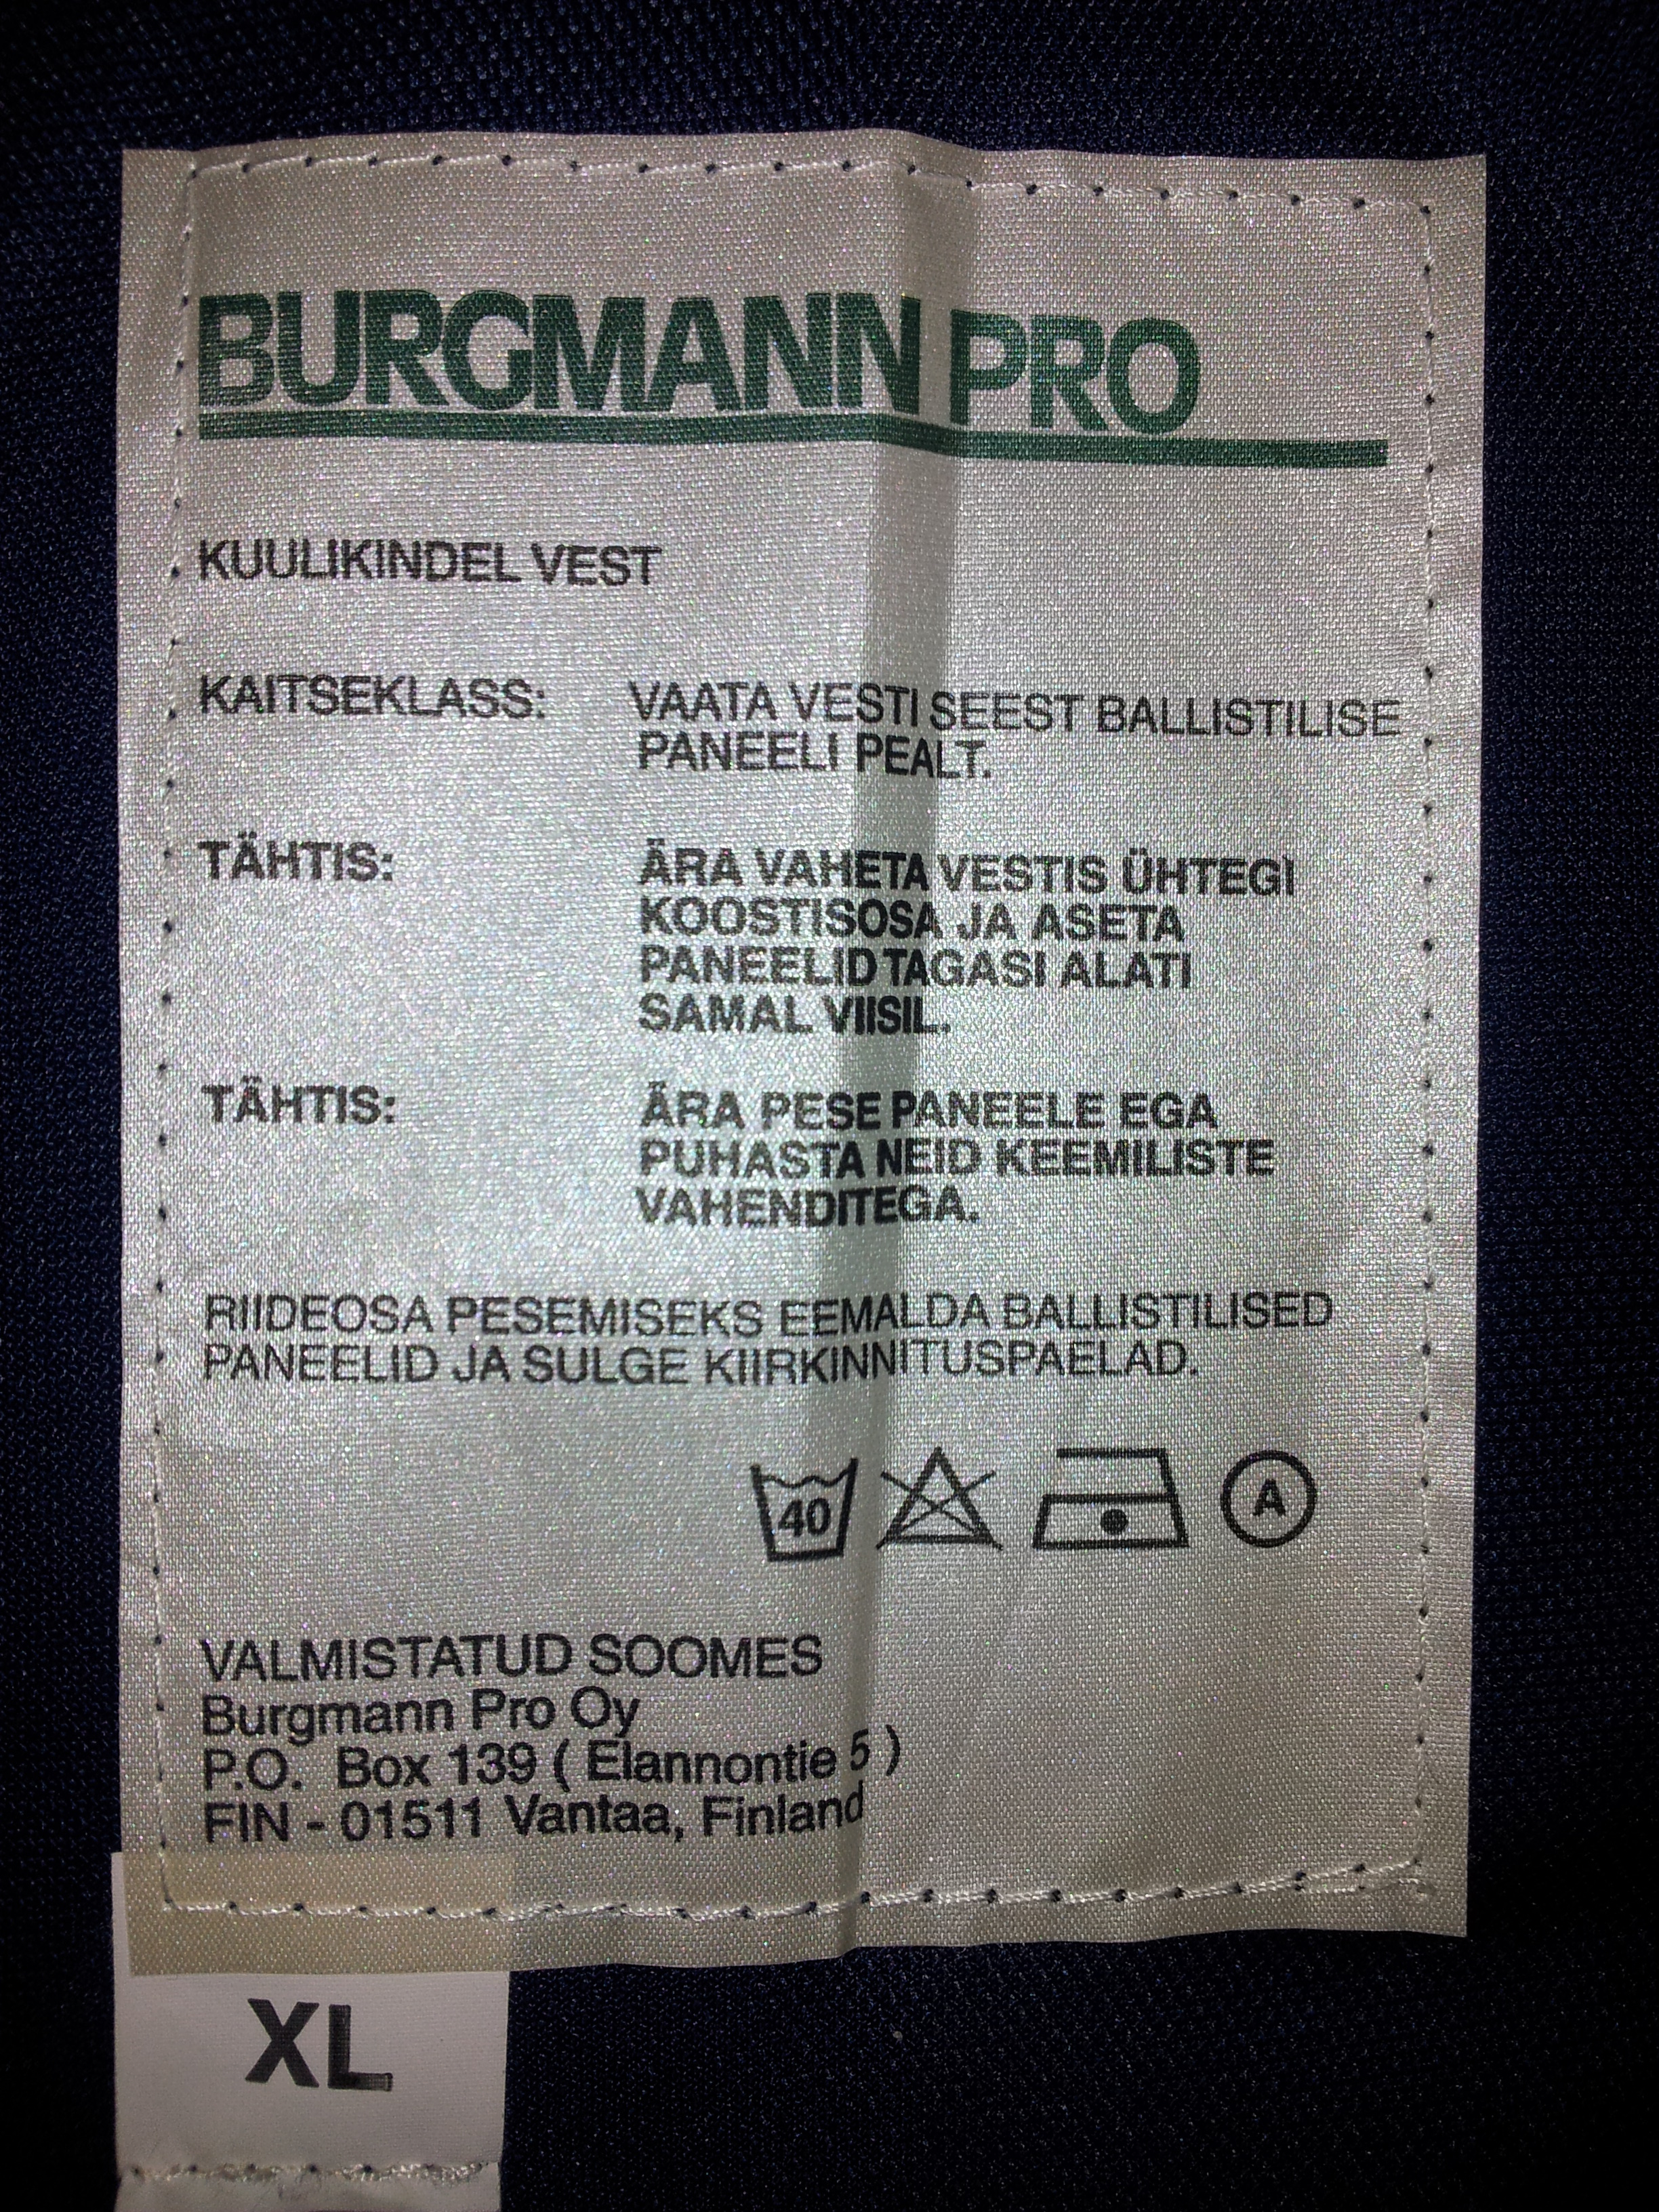 BURGMANN PRO
KUULIKINDEL VEST
KAITSEKLASS: VAATA VESTI SEEST BALLISTILISE
PANEELI PEALT.
TÄHTIS: ÄRA VAHETA VESTIS ÜHTEGI
KOOSTISOSA JA ASETA
PANEELID TAGASI ALATI
SAMAL VIISIL.
TÄHTIS: ÄRA PESE PANEELE EGA
PUHASTA NEID KEEMILISTE
VAHENDITEGA.
RIIDEOSA PESEMISEKS EEMALDA BALLISTILISED
PANEELID JA SULGE KIIRKINNITUSPAELAD.
40 A
VALMISTATUD SOOMES
Burgmann Pro Oy
P.O. Box 139 ( Elannontie 5 )
FIN - 01511 Vantaa, Finland
XL